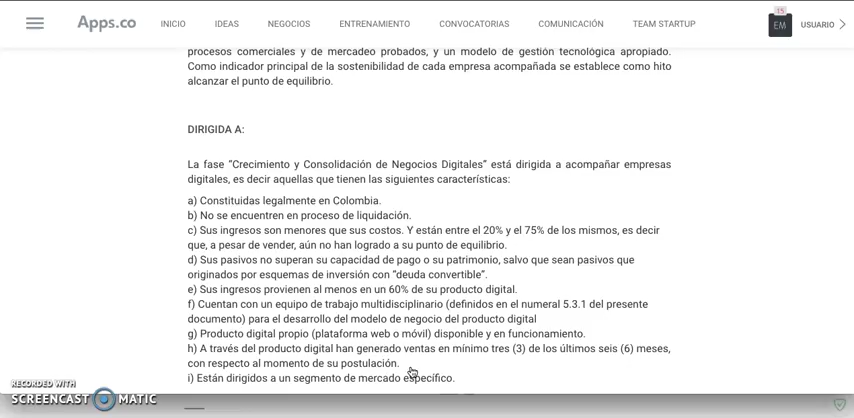 Apps.co INICIO IDEAS NEGOCIOS ENTRENAMIENTO CONVOCATORIAS COMUNICACIÓN TEAM STARTUP 15 EM USUARIO
procesos comerciales y de mercadeo probados, y un modelo de gestión tecnológica apropiado.
Como indicador principal de la sostenibilidad de cada empresa acompañada se establece como hito
alcanzar el punto de equilibrio.
DIRIGIDA A:
La fase “Crecimiento y Consolidación de Negocios Digitales” está dirigida a acompañar empresas
digitales, es decir aquellas que tienen las siguientes características:
a) Constituidas legalmente en Colombia.
b) No se encuentren en proceso de liquidación.
c) Sus ingresos son menores que sus costos. Y están entre el 20% y el 75% de los mismos, es decir
que, a pesar de vender, aún no han logrado a su punto de equilibrio.
d) Sus pasivos no superan su capacidad de pago o su patrimonio, salvo que sean pasivos que
originados por esquemas de inversión con “deuda convertible”.
e) Sus ingresos provienen al menos en un 60% de su producto digital.
f) Cuentan con un equipo de trabajo multidisciplinario (definidos en el numeral 5.3.1 del presente
documento) para el desarrollo del modelo de negocio del producto digital
g) Producto digital propio (plataforma web o móvil) disponible y en funcionamiento.
h) A través del producto digital han generado ventas en mínimo tres (3) de los últimos seis (6) meses,
con respecto al momento de su postulación.
i) Están dirigidos a un segmento de mercado específico.
RECORDED WITH
SCREENCAST MATIC